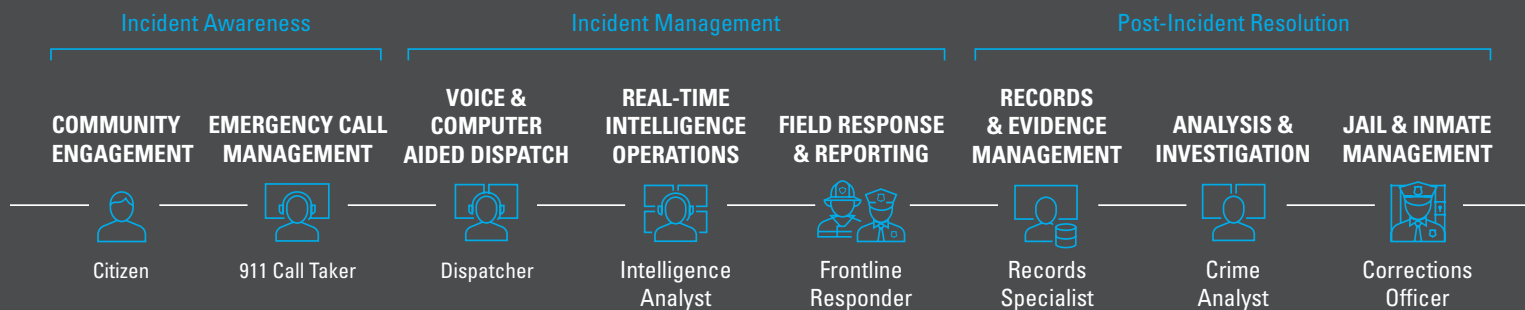 Incident Awareness
Incident Management
Post-Incident Resolution
COMMUNITY
ENGAGEMENT
EMERGENCY CALL
MANAGEMENT
VOICE &
COMPUTER
AIDED DISPATCH
REAL-TIME
INTELLIGENCE
OPERATIONS
FIELD RESPONSE
& REPORTING
RECORDS
& EVIDENCE
MANAGEMENT
ANALYSIS &
INVESTIGATION
JAIL & INMATE
MANAGEMENT
Citizen
911 Call Taker
Dispatcher
Intelligence
Analyst
Frontline
Responder
Records
Specialist
Crime
Analyst
Corrections
Officer